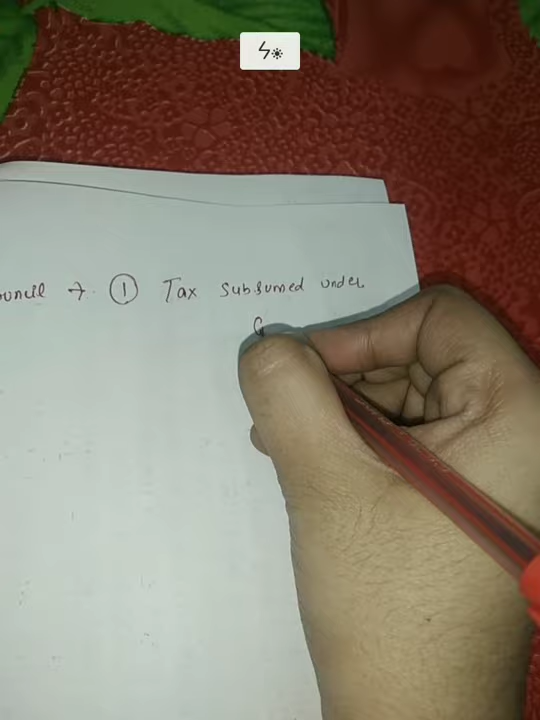 ouncil → ① Tax subsumed under
G